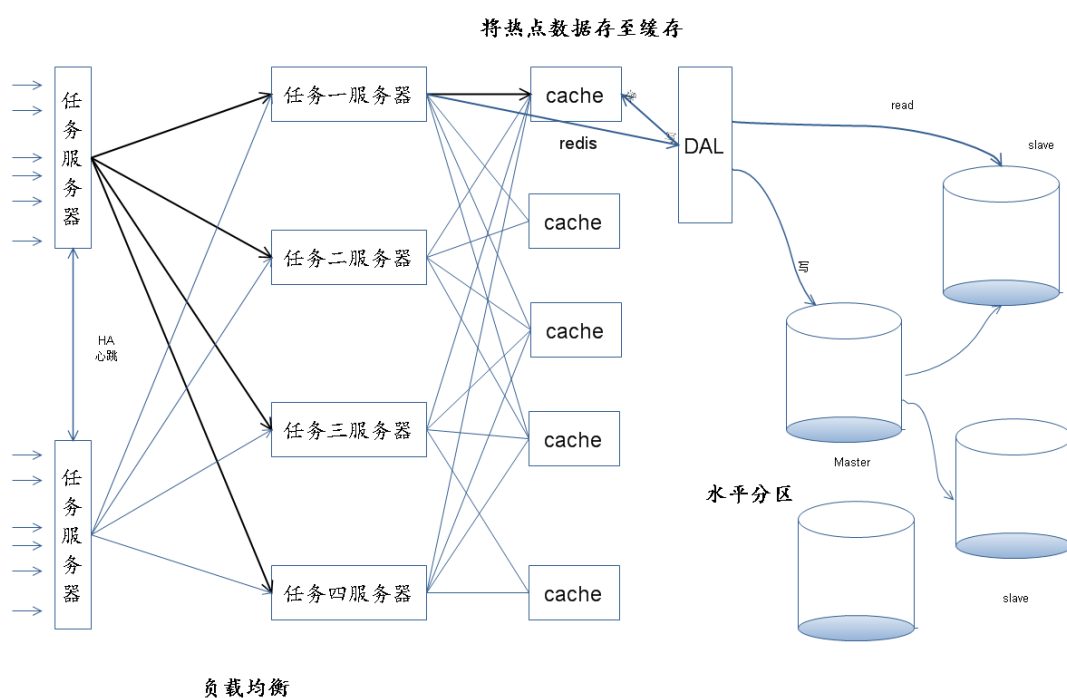 将热点数据存至缓存
任务服务器
任务一服务器
cache
redis
DAL
读
写
read
slave
任务二服务器
cache
写
HA
心跳
cache
任务三服务器
cache
Master
水平分区
任务服务器
任务四服务器
cache
slave
负载均衡